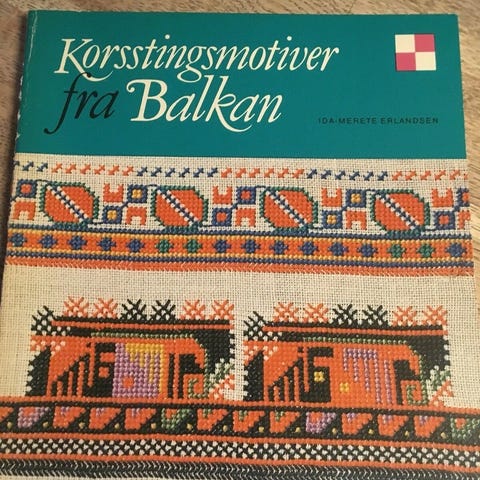 Korsstingsmotiver
fra Balkan
IDA-MERETE ERLANDSEN